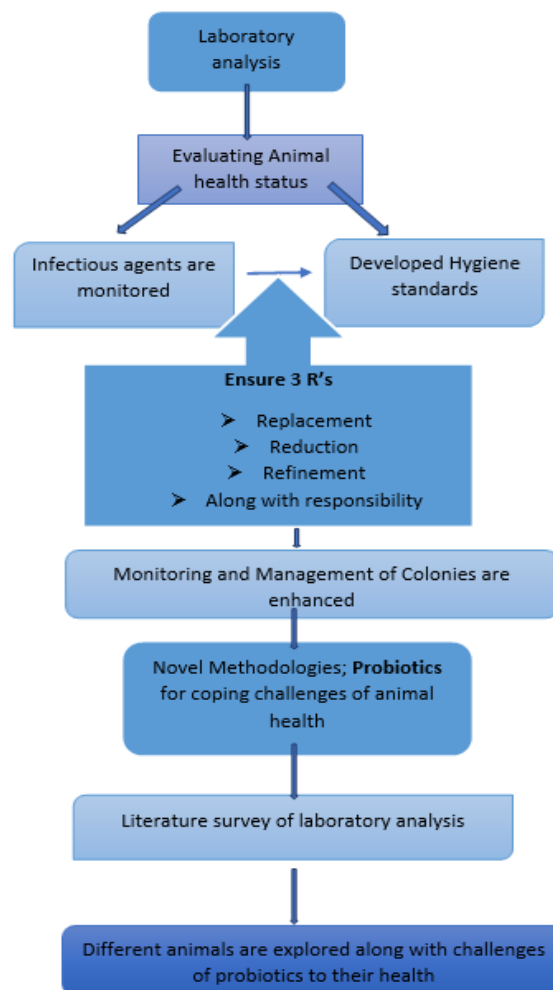 Laboratory
analysis
Evaluating Animal
health status
Infectious agents are
monitored
Developed Hygiene
standards
Ensure 3 R’s
➢ Replacement
➢ Reduction
➢ Refinement
➢ Along with responsibility
Monitoring and Management of Colonies are
enhanced
Novel Methodologies; Probiotics
for coping challenges of animal
health
Literature survey of laboratory analysis
Different animals are explored along with challenges
of probiotics to their health